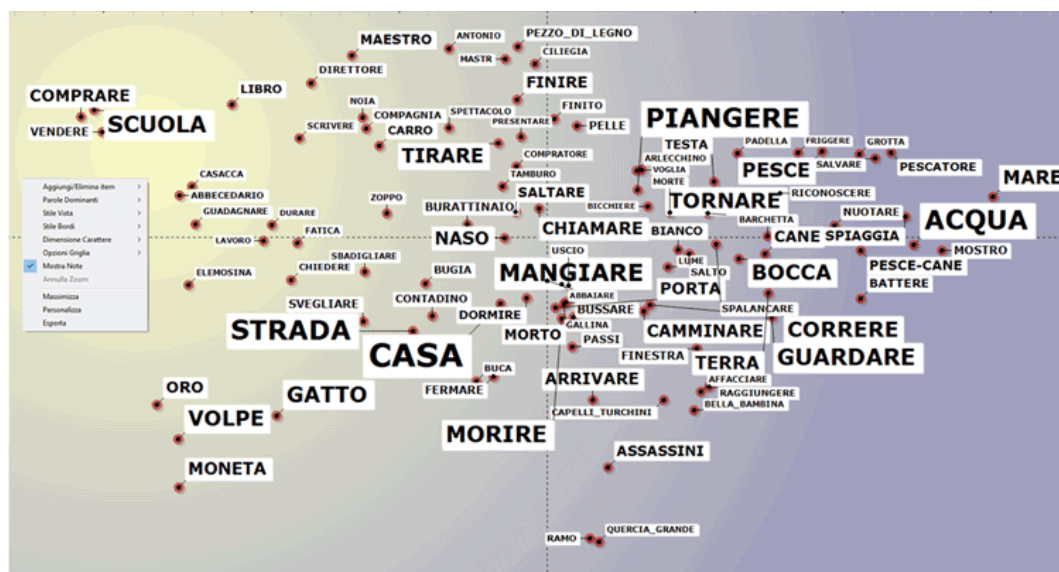 MAESTRO
ANTONIO
PEZZO_DI_LEGNO
MASTR
CILIEGIA
DIRETTORE
FINIRE
COMPRARE
LIBRO
VENDERE
SCUOLA
NOIA
COMPAGNIA
SPETTACOLO
FINITO
SCRIVERE
CARRO
PRESENTARE
PELLE
PIANGERE
TIRARE
TESTA
PADELLA
FRIGGERE
GROTTA
COMPRATORE
ARLECCHINO
VOGLIA
PESCE
SALVARE
PESCATORE
MORTE
MARE
CASACCA
TAMBURO
SALTARE
TORNARE
RICONOSCERE
ABBECEDARIO
ZOPPO
BURATTINAIO
BICCHIERE
GUADAGNARE
DURARE
CHIAMARE
BARCHETTA
NUOTARE
ACQUA
LAVORO
FATICA
NASO
BIANCO
CANE
SPIAGGIA
USCIO
MOSTRO
SBADIGLIARE
LUME
ELEMOSINA
CHIEDERE
MANGIARE
SALTO
BOCCA
PESCE-CANE
BUGIA
PORTA
BATTERE
SVEGLIARE
CONTADINO
ABBAIARE
DORMIRE
BUSSARE
SPALANCARE
STRADA
GALLINA
MORTO
CAMMINARE
CORRERE
PASSI
CASA
FINESTRA
TERRA
GUARDARE
BUCA
ARRIVARE
AFFACCIARE
ORO
GATTO
FERMARE
RAGGIUNGERE
VOLPE
CAPELLI_TURCHINI
BELLA_BAMBINA
MORIRE
ASSASSINI
MONETA
QUERCIA_GRANDE
RAMO
Aggiungi/Elimina item
Parole Dominanti
Stile Vista
Stile Bordi
Dimensione Carattere
Opzioni Griglia
Mostra Note
Annulla Zoom
Massimizza
Personalizza
Esporta